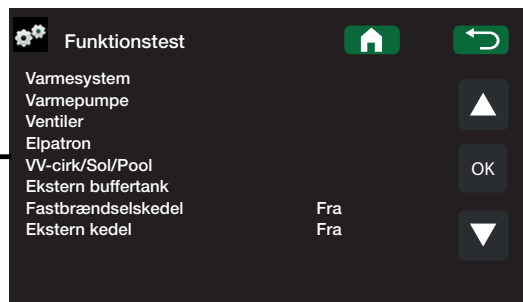 Funktionstest
Varmesystem
Varmepumpe
Ventiler
Elpatron
VV-cirk/Sol/Pool
Ekstern buffertank
Fastbrændselskedel Fra
Ekstern kedel Fra
OK